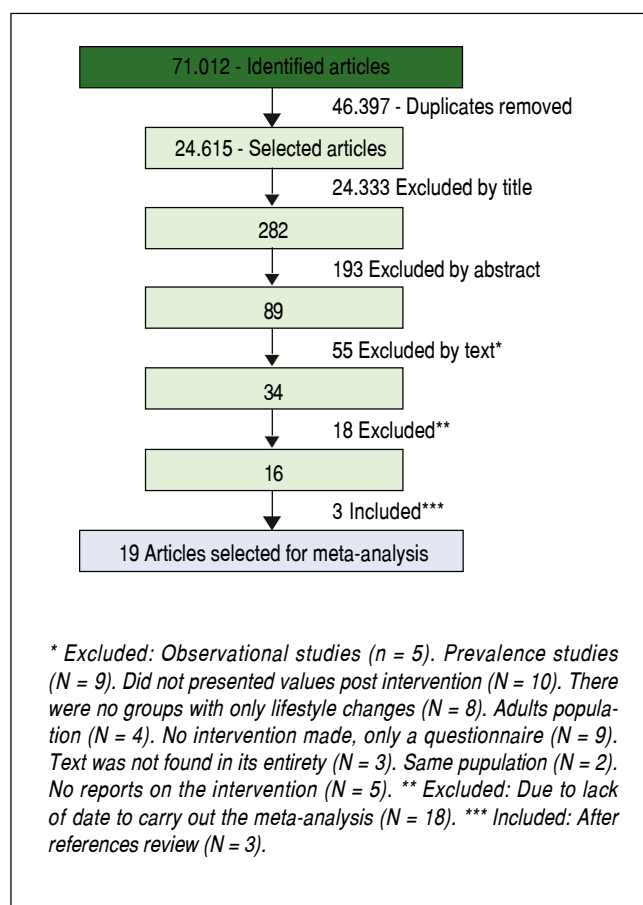 71.012 - Identified articles
46.397 - Duplicates removed
24.615 - Selected articles
24.333 Excluded by title
282
193 Excluded by abstract
89
55 Excluded by text*
34
18 Excluded**
16
3 Included***
19 Articles selected for meta-analysis
* Excluded: Observational studies (n = 5). Prevalence studies
(N = 9). Did not presented values post intervention (N = 10). There
were no groups with only lifestyle changes (N = 8). Adults popula-
tion (N = 4). No intervention made, only a questionnaire (N = 9).
Text was not found in its entirety (N = 3). Same pupulation (N = 2).
No reports on the intervention (N = 5). ** Excluded: Due to lack
of date to carry out the meta-analysis (N = 18). *** Included: After
references review (N = 3).